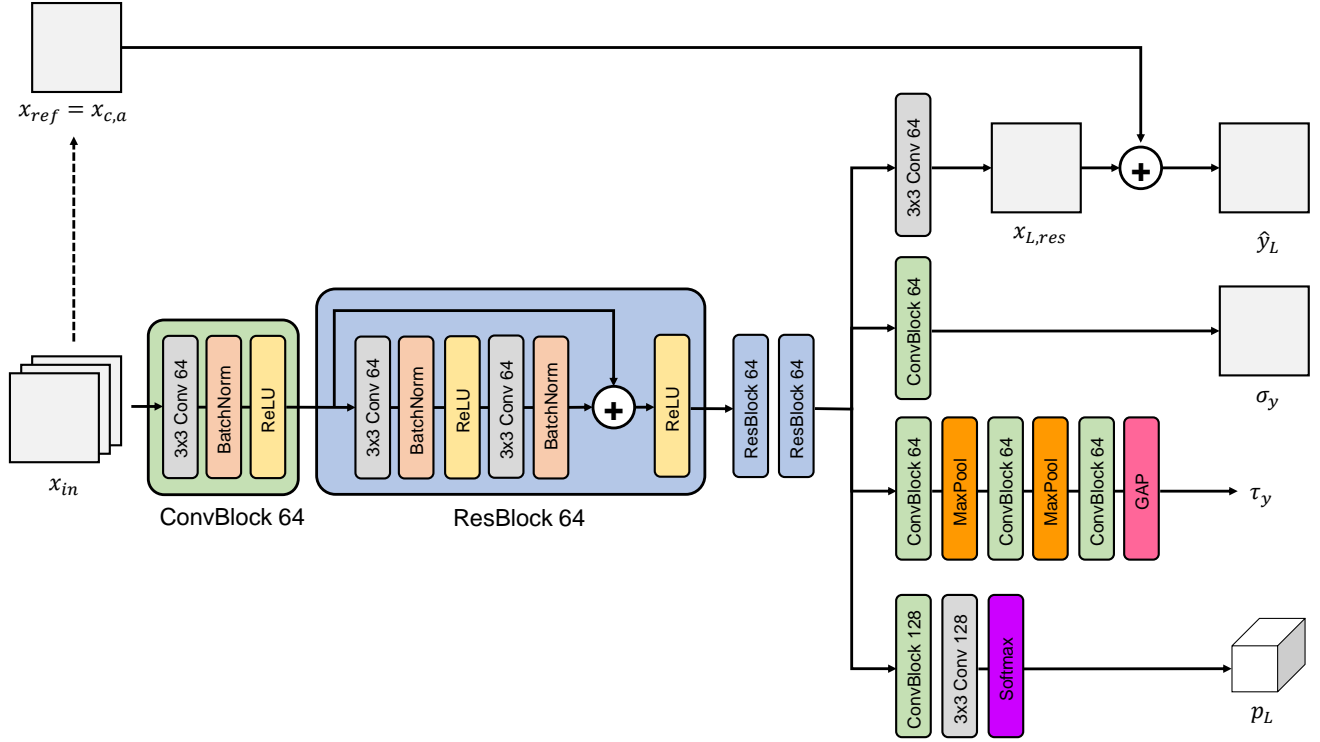 x_{ref} = x_{c,a}
x_{in}
3x3 Conv 64
BatchNorm
ReLU
ConvBlock 64
3x3 Conv 64
BatchNorm
ReLU
3x3 Conv 64
BatchNorm
+
ReLU
ResBlock 64
ResBlock 64
ResBlock 64
3x3 Conv 64
x_{L,res}
+
ŷ_L
ConvBlock 64
σ_y
ConvBlock 64
MaxPool
ConvBlock 64
MaxPool
ConvBlock 64
GAP
τ_y
ConvBlock 128
3x3 Conv 128
Softmax
p_L